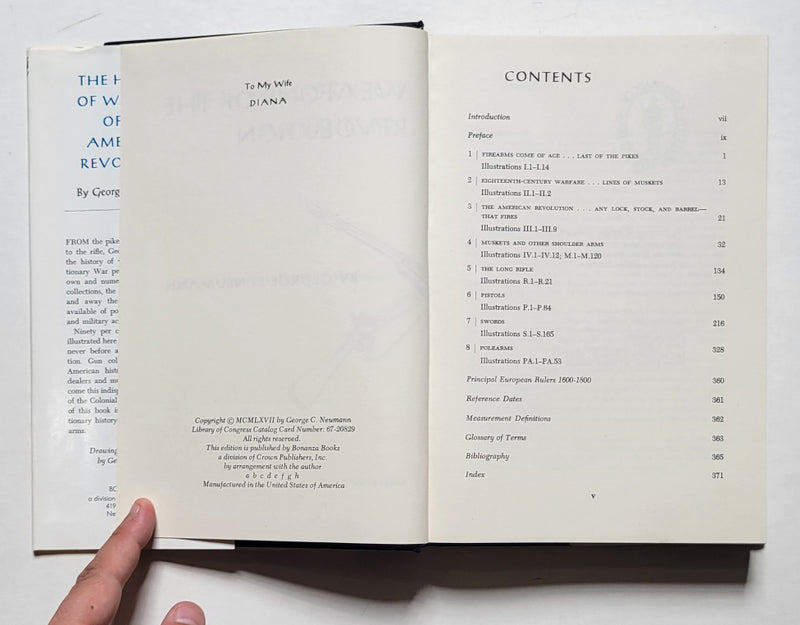 THE H
OF W
OF
AME
REVO
By Georg
FROM the pike
to the rifle, Geo
the history of
tionary War pe
own and nume
collections, the
and away the
available of po
and military ac
Ninety per c
illustrated here
never before a
tion. Gun col
American hist
dealers and mu
come this indis
of the Colonial
of this book i
tionary history
arms.
Drawing
by Ge
BO
a division
419
Ne
To My Wife
DIANA
Copyright © MCMLXVII by George C. Neumann
Library of Congress Catalog Card Number: 67-20829
All rights reserved.
This edition is published by Bonanza Books
a division of Crown Publishers, Inc.
by arrangement with the author
a b c d e f g h
Manufactured in the United States of America
CONTENTS
Introduction vii
Preface ix
1 | FIREARMS COME OF AGE . . . LAST OF THE PIKES 1
Illustrations I.1–I.14
2 | EIGHTEENTH-CENTURY WARFARE . . . LINES OF MUSKETS 13
Illustrations II.1–II.2
3 | THE AMERICAN REVOLUTION . . . ANY LOCK, STOCK, AND BARREL—
THAT FIRES 21
Illustrations III.1–III.9
4 | MUSKETS AND OTHER SHOULDER ARMS 32
Illustrations IV.1–IV.12; M.1–M.120
5 | THE LONG RIFLE 134
Illustrations R.1–R.21
6 | PISTOLS 150
Illustrations P.1–P.64
7 | SWORDS 216
Illustrations S.1–S.165
8 | POLEARMS 328
Illustrations PA.1–PA.53
Principal European Rulers 1600-1800 360
Reference Dates 361
Measurement Definitions 362
Glossary of Terms 363
Bibliography 365
Index 371
v